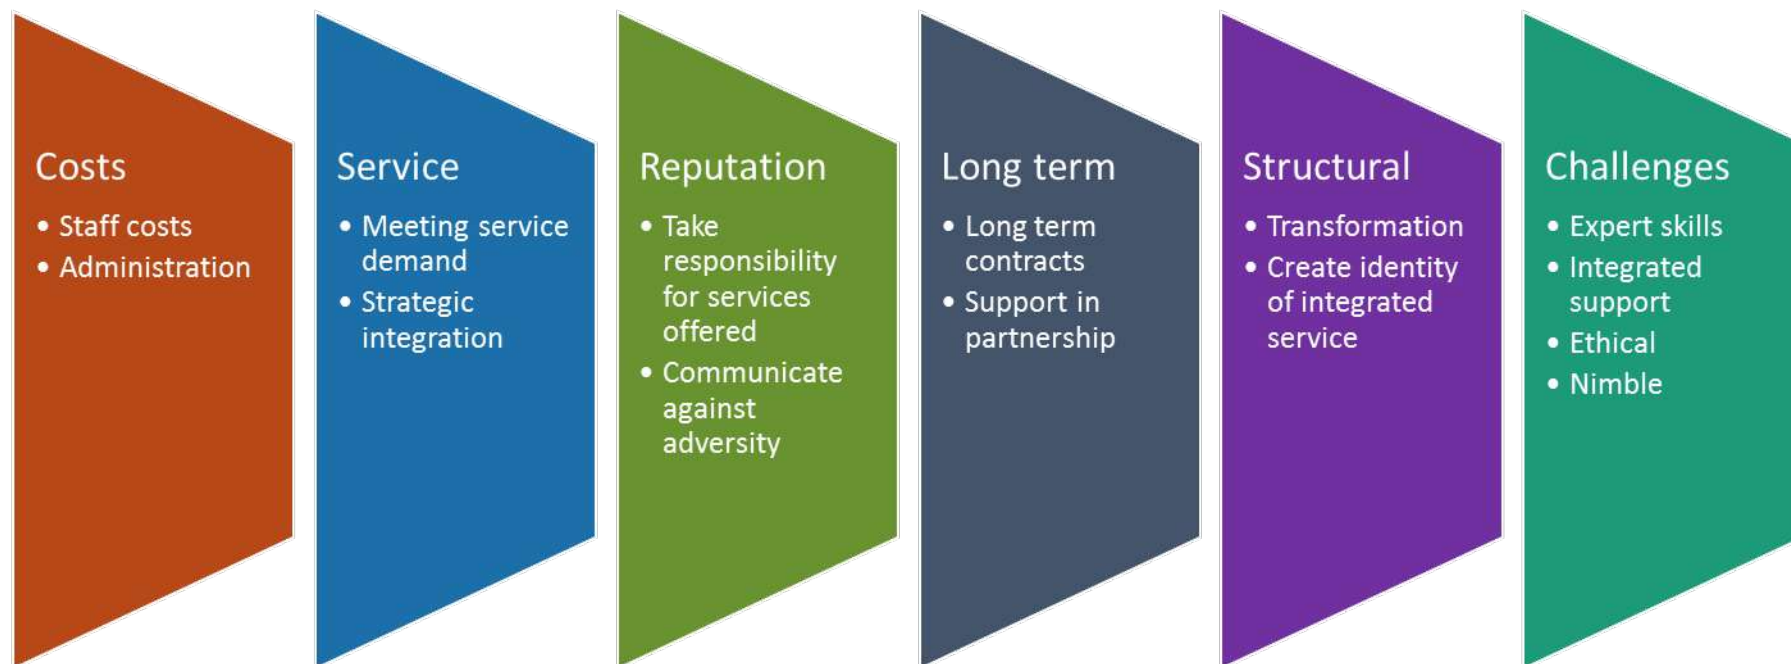 Costs
• Staff costs
• Administration
Service
• Meeting service
demand
• Strategic
integration
Reputation
• Take
responsibility
for services
offered
• Communicate
against
adversity
Long term
• Long term
contracts
• Support in
partnership
Structural
• Transformation
• Create identity
of integrated
service
Challenges
• Expert skills
• Integrated
support
• Ethical
• Nimble